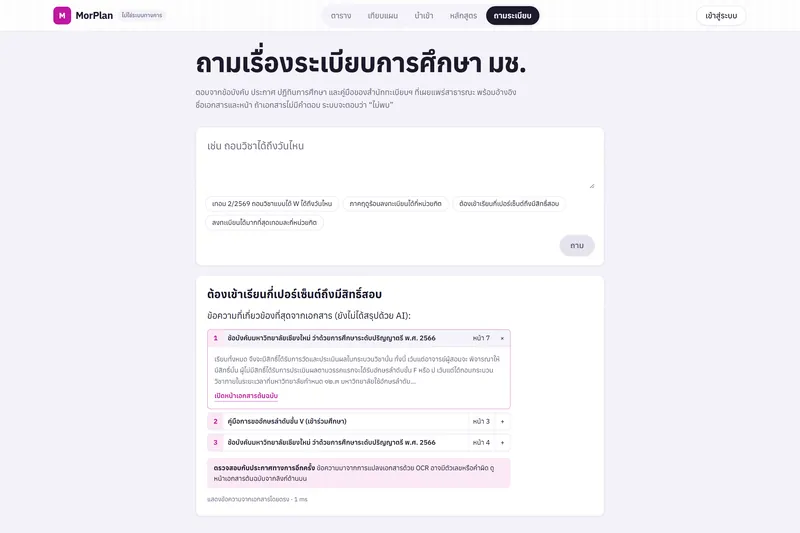 M MorPlan ไม่ใช่ระบบทางการ ตาราง เทียบแผน นำเข้า หลักสูตร ถามระเบียบ เข้าสู่ระบบ
ถามเรื่องระเบียบการศึกษา มช.
ตอบจากข้อบังคับ ประกาศ ปฏิทินการศึกษา และคู่มือของสำนักทะเบียนฯ ที่เผยแพร่สาธารณะ พร้อมอ้างอิง
ชื่อเอกสารและหน้า ถ้าเอกสารไม่มีคำตอบ ระบบจะตอบว่า "ไม่พบ"
เช่น ถอนวิชาได้ถึงวันไหน
เทอม 2/2569 ถอนวิชาแบบได้ W ได้ถึงวันไหน ภาคฤดูร้อนลงทะเบียนได้กี่หน่วยกิต ต้องเข้าเรียนกี่เปอร์เซ็นต์ถึงมีสิทธิ์สอบ
ลงทะเบียนได้มากที่สุดเทอมละกี่หน่วยกิต
ถาม
ต้องเข้าเรียนกี่เปอร์เซ็นต์ถึงมีสิทธิ์สอบ
ข้อความที่เกี่ยวข้องที่สุดจากเอกสาร (ยังไม่ได้สรุปด้วย AI):
1 ข้อบังคับมหาวิทยาลัยเชียงใหม่ ว่าด้วยการศึกษาระดับปริญญาตรี พ.ศ. 2566 หน้า 7 ×
เรียนทั้งหมด จึงจะมีสิทธิ์ได้รับการวัดและประเมินผลในกระบวนวิชานั้น ทั้งนี้ เว้นแต่อาจารย์ผู้สอนจะ พิจารณาให้
มีสิทธิ์นั้น ผู้ไม่มีสิทธิ์ได้รับการประเมินผลตามวรรคแรกจะได้รับอักษรลำดับขั้น F หรือ U เว้นแต่ได้ถอนกระบวน
วิชาภายในระยะเวลาที่มหาวิทยาลัยกำหนด ๑๒.๓ มหาวิทยาลัยใช้อักษรลำดับ...
เปิดหน้าเอกสารต้นฉบับ
2 คู่มือการขออักษรลำดับขั้น V (เข้าร่วมศึกษา) หน้า 3 +
3 ข้อบังคับมหาวิทยาลัยเชียงใหม่ ว่าด้วยการศึกษาระดับปริญญาตรี พ.ศ. 2566 หน้า 4 +
ตรวจสอบกับประกาศทางการอีกครั้ง ข้อความมาจากการแปลงเอกสารด้วย OCR อาจมีตัวเลขหรือคำผิด ดู
หน้าเอกสารต้นฉบับจากลิงก์ด้านบน
แสดงข้อความจากเอกสารโดยตรง · 1 ms